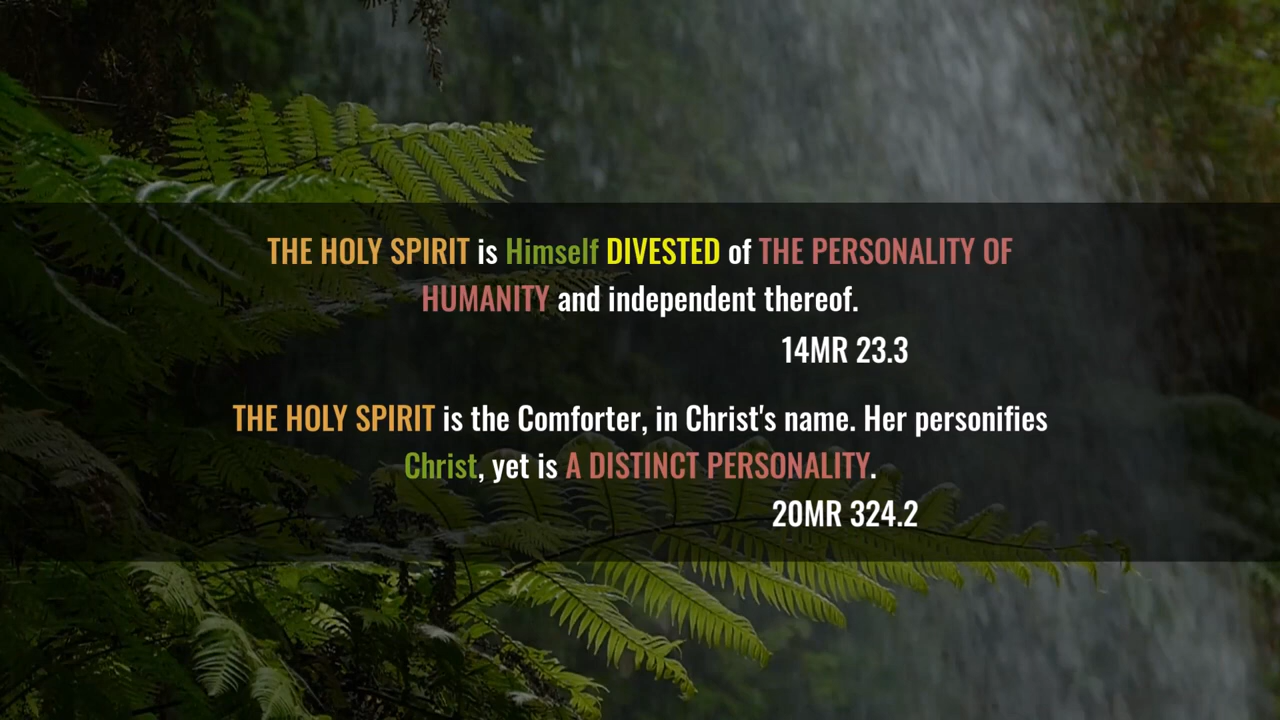 THE HOLY SPIRIT is Himself DIVESTED of THE PERSONALITY OF
HUMANITY and independent thereof.
14MR 23.3
THE HOLY SPIRIT is the Comforter, in Christ's name. Her personifies
Christ, yet is A DISTINCT PERSONALITY.
20MR 324.2